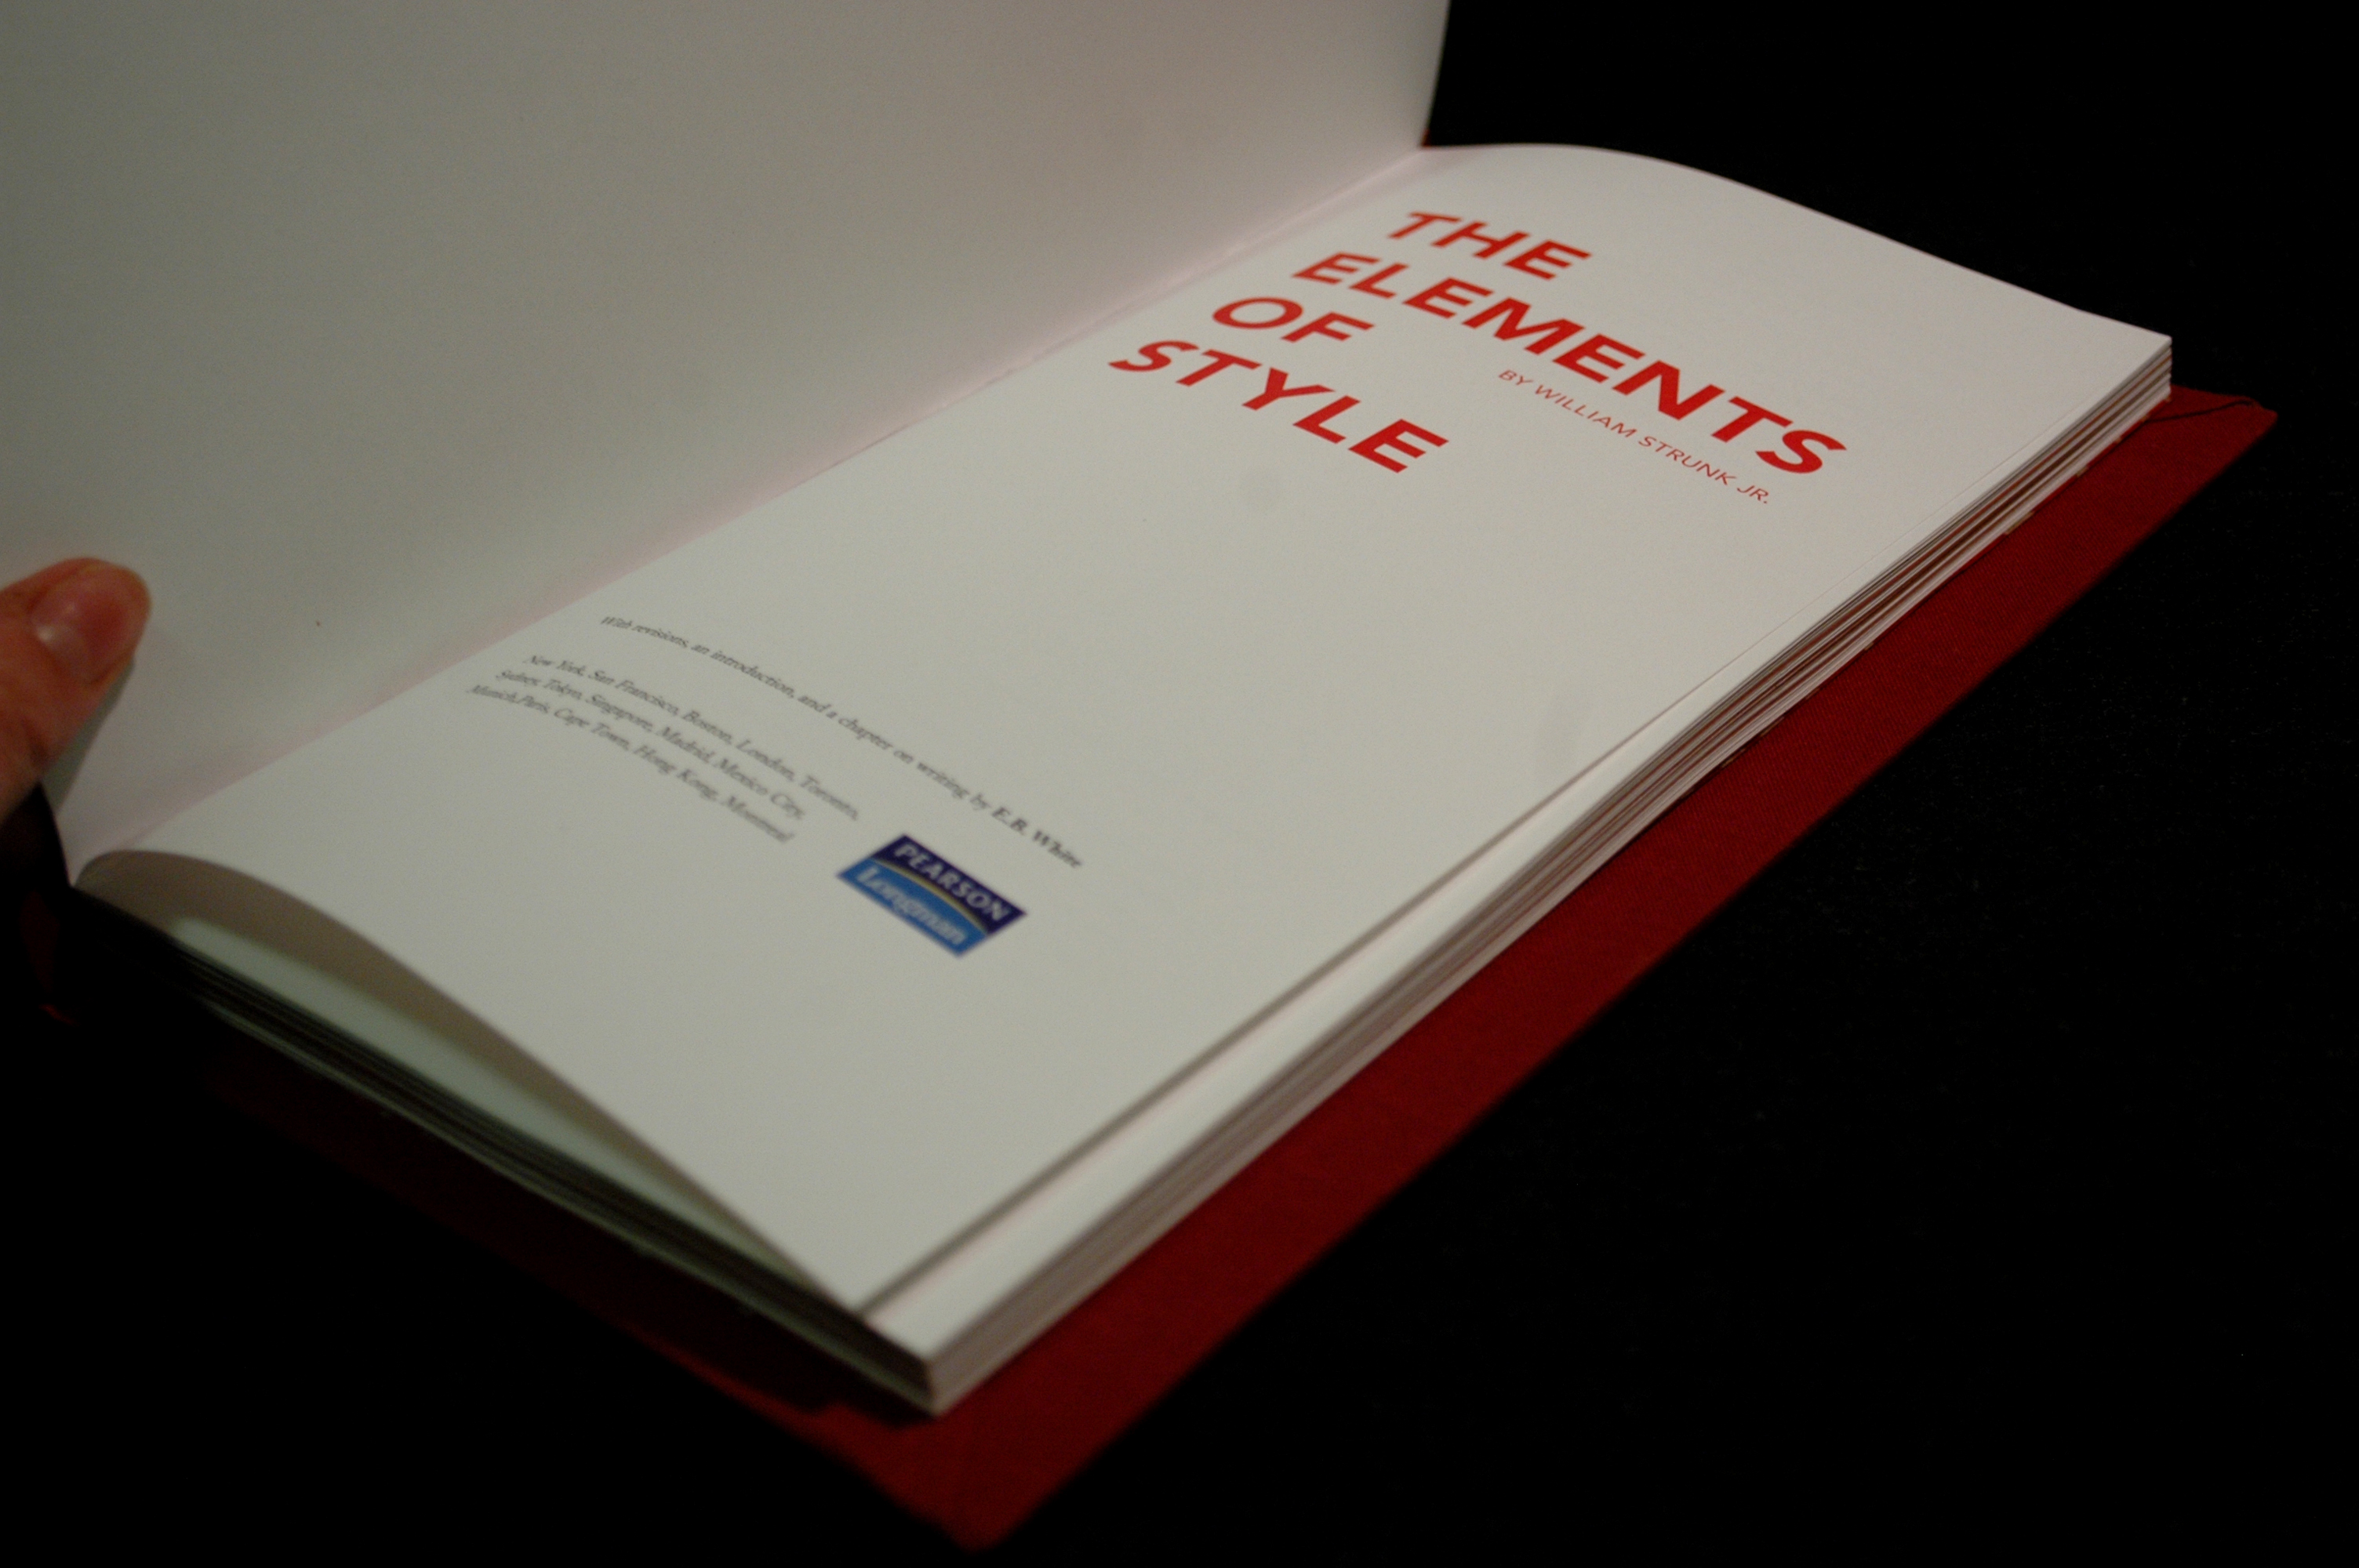 THE
ELEMENTS
OF
STYLE
BY WILLIAM STRUNK JR.
With revisions, an introduction, and a chapter on writing by E.B. White
New York, San Francisco, Boston, London, Toronto,
Sydney, Tokyo, Singapore, Madrid, Mexico City,
Munich, Paris, Cape Town, Hong Kong, Montreal
PEARSON
Longman